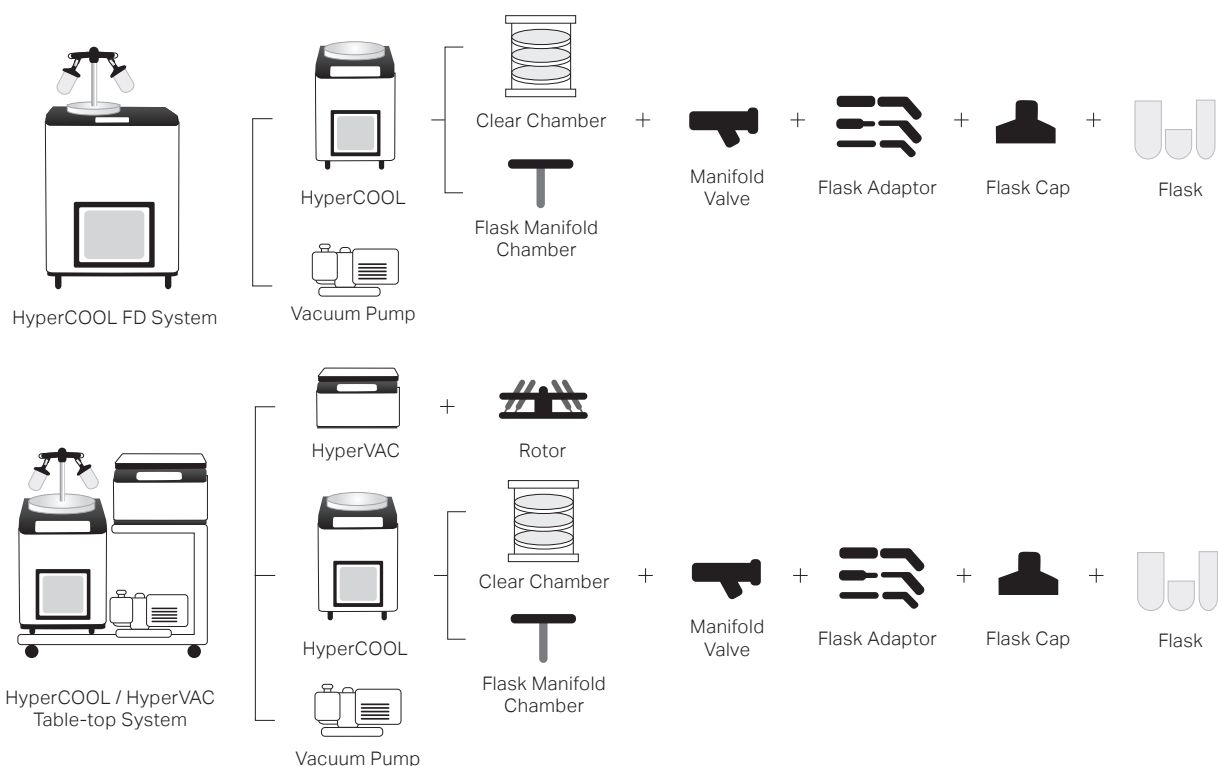 Clear Chamber
+
+
+
+
Manifold
Valve
Flask Adaptor
Flask Cap
Flask
HyperCOOL
Flask Manifold
Chamber
Vacuum Pump
HyperCOOL FD System
HyperVAC
+
Rotor
Clear Chamber
+
+
+
+
Manifold
Valve
Flask Adaptor
Flask Cap
Flask
HyperCOOL
Flask Manifold
Chamber
HyperCOOL / HyperVAC
Table-top System
Vacuum Pump